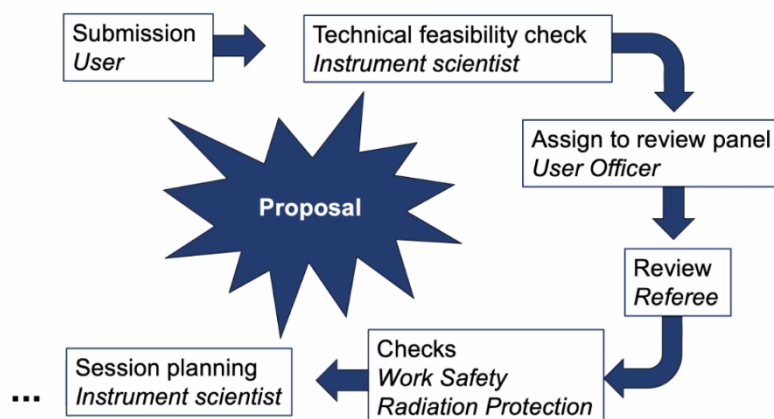 Submission
User
Technical feasibility check
Instrument scientist
Assign to review panel
User Officer
Proposal
Review
Referee
Checks
Work Safety
Radiation Protection
Session planning
Instrument scientist
...